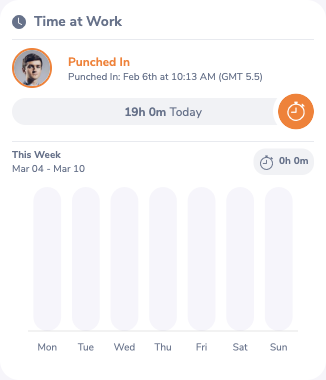 Time at Work
Punched In
Punched In: Feb 6th at 10:13 AM (GMT 5.5)
19h 0m Today
This Week
Mar 04 - Mar 10
0h 0m
Mon Tue Wed Thu Fri Sat Sun